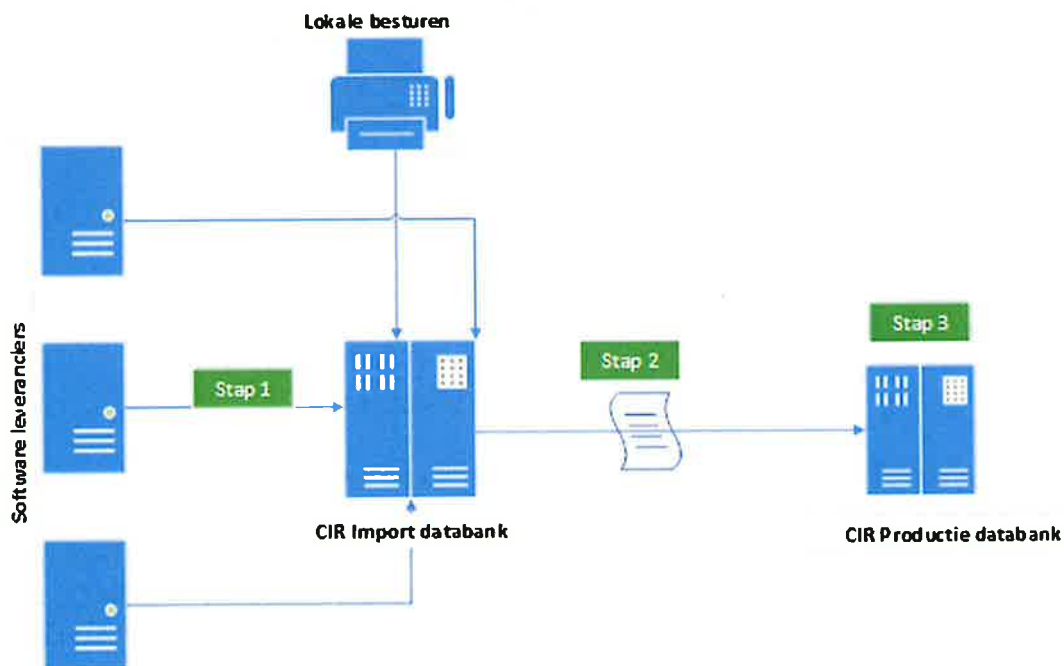 Lokale besturen
Software leveranciers
Stap 1
Stap 2
Stap 3
CIR Import databank
CIR Productie databank